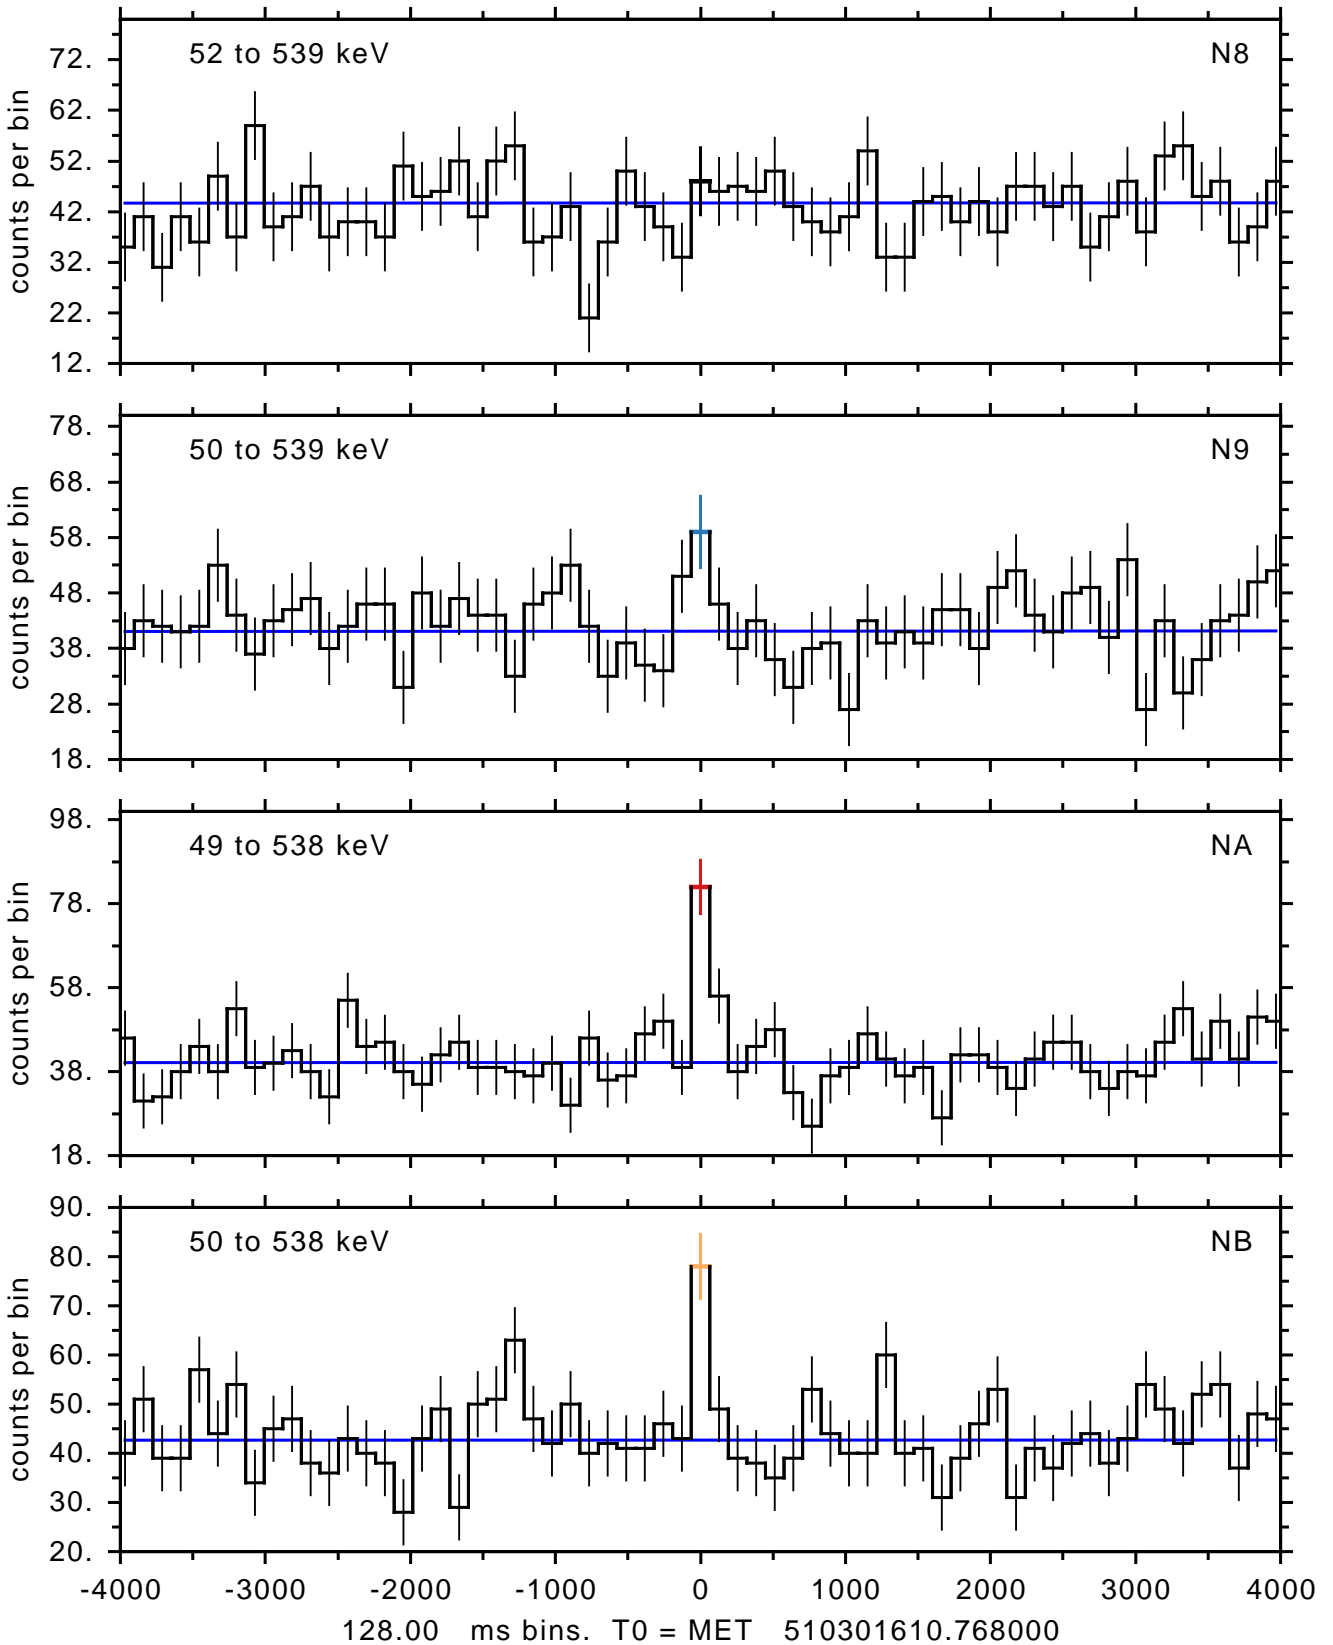 52 to 539 keV N8
72.
62.
52.
42.
32.
22.
12.
counts per bin
50 to 539 keV N9
78.
68.
58.
48.
38.
28.
18.
counts per bin
49 to 538 keV NA
98.
78.
58.
38.
18.
counts per bin
50 to 538 keV NB
90.
80.
70.
60.
50.
40.
30.
20.
counts per bin
-4000 -3000 -2000 -1000 0 1000 2000 3000 4000
128.00 ms bins. T0 = MET 510301610.768000